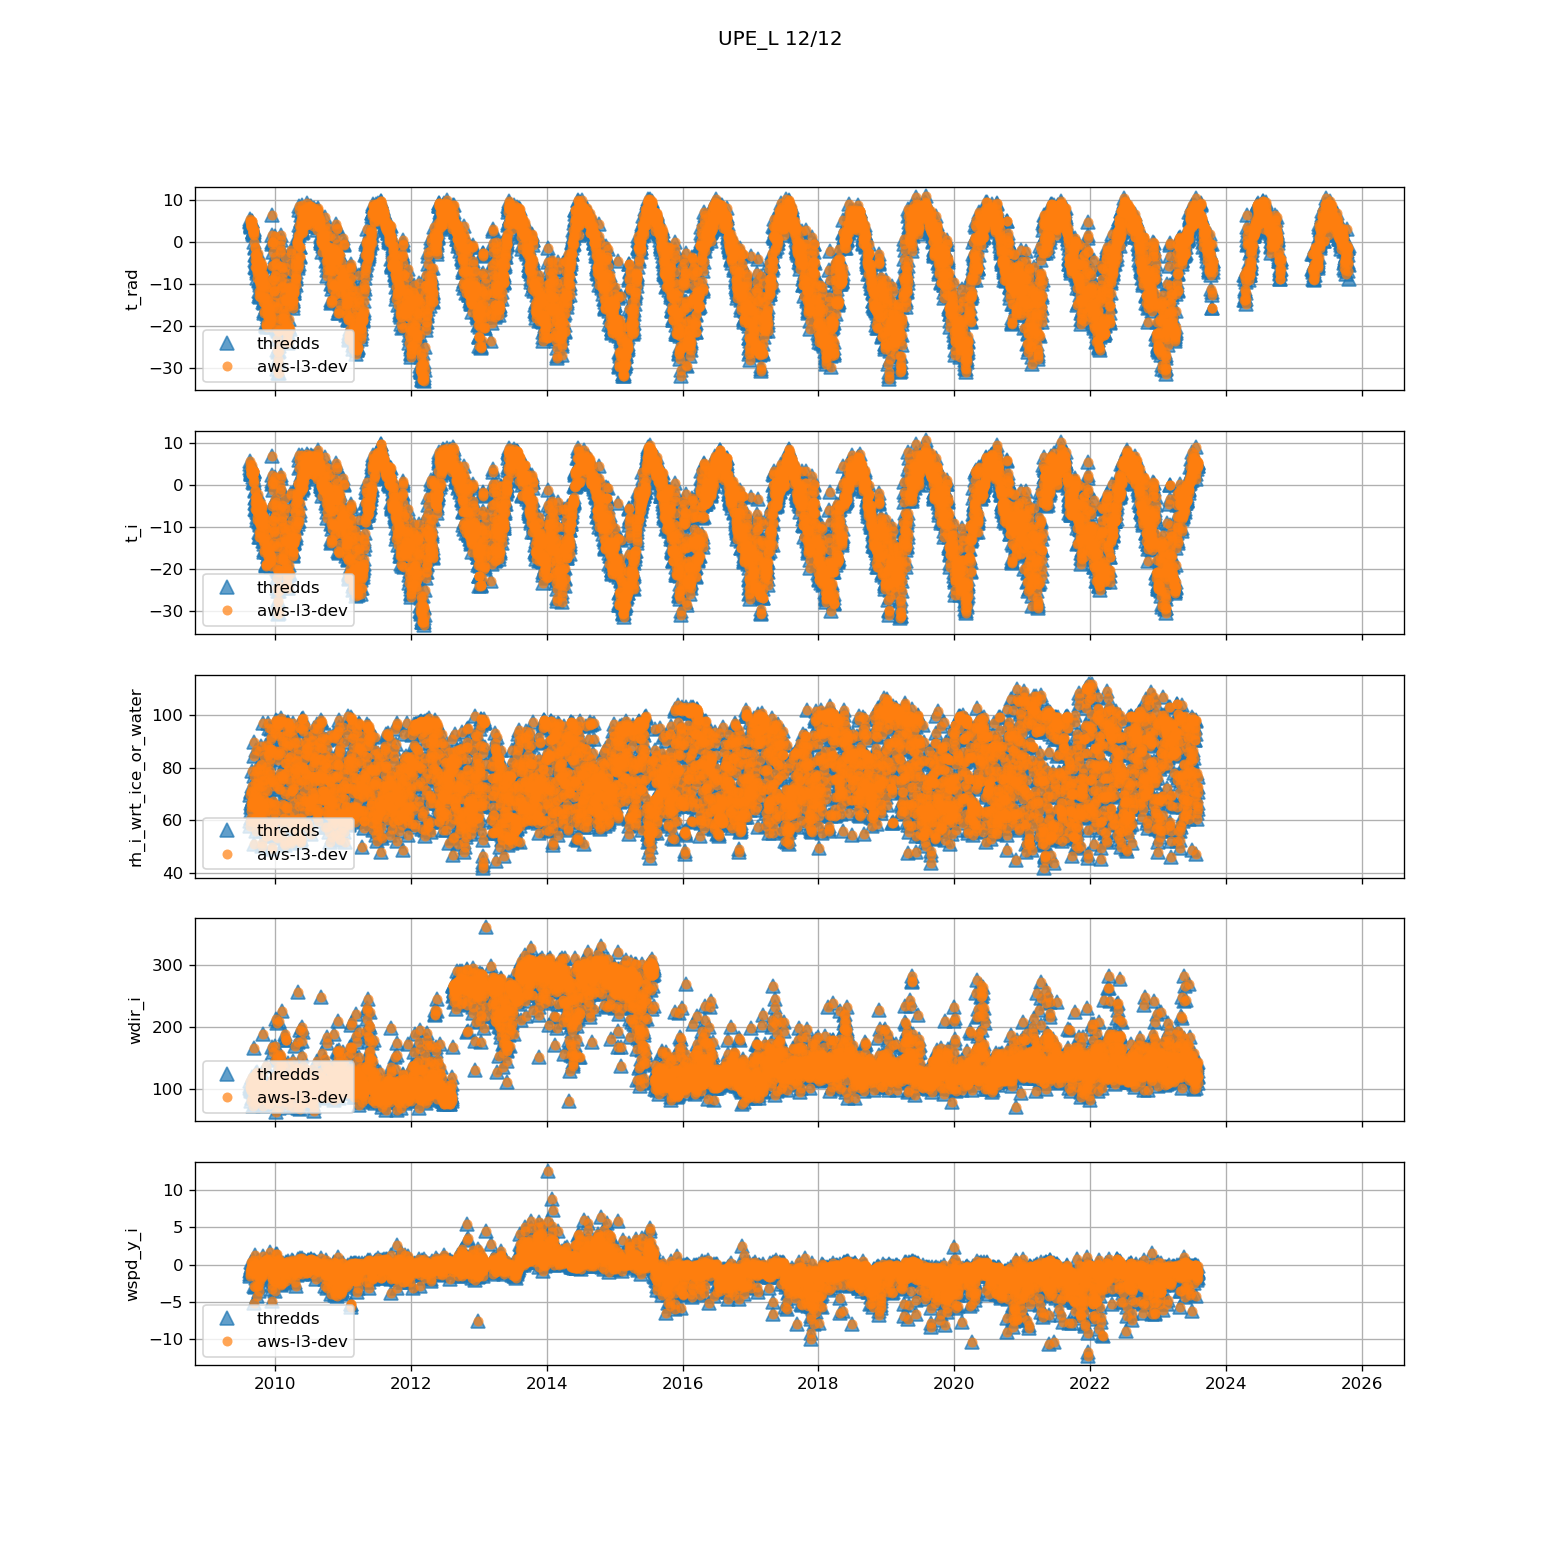 UPE_L 12/12
10
0
−10
−20
−30
t_rad
thredds
aws-l3-dev
10
0
−10
−20
−30
t_i
thredds
aws-l3-dev
100
80
60
40
rh_i_wrt_ice_or_water
thredds
aws-l3-dev
300
200
100
wdir_i
thredds
aws-l3-dev
10
5
0
−5
−10
wspd_y_i
thredds
aws-l3-dev
2010 2012 2014 2016 2018 2020 2022 2024 2026